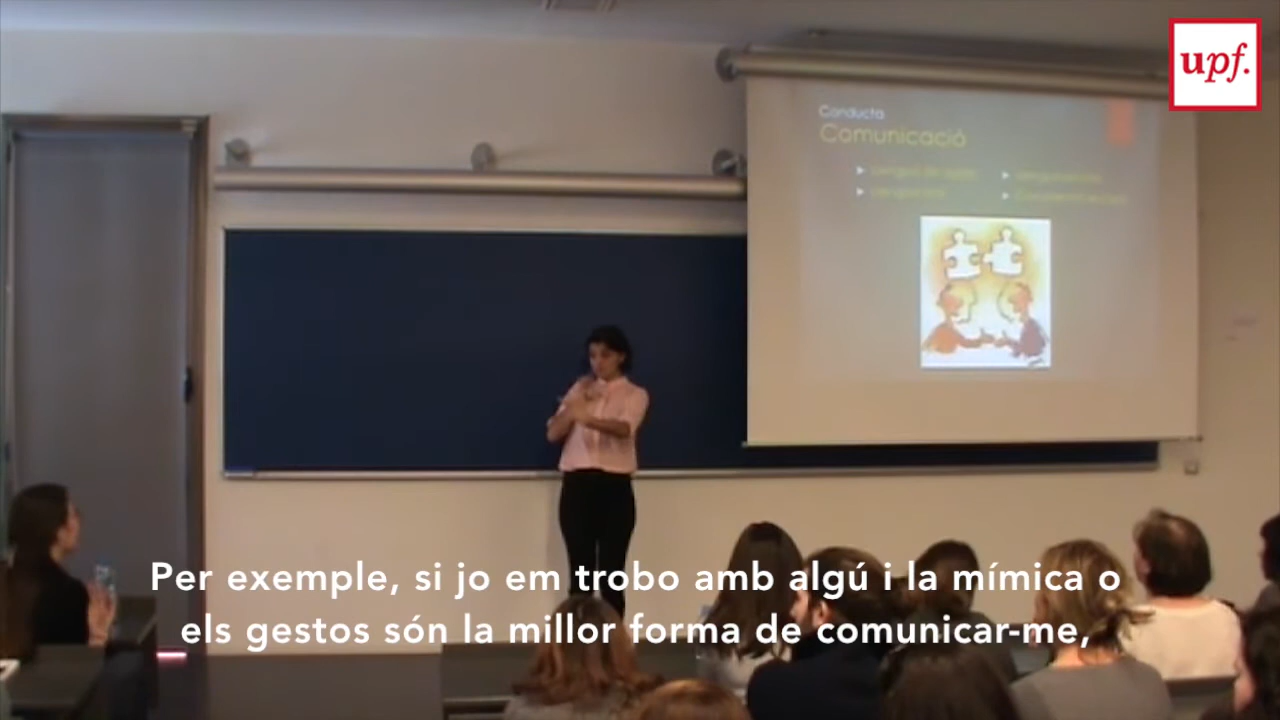 upf.
Conducta
Comunicació
Per exemple, si jo em trobo amb algú i la mímica o
els gestos són la millor forma de comunicar-me,